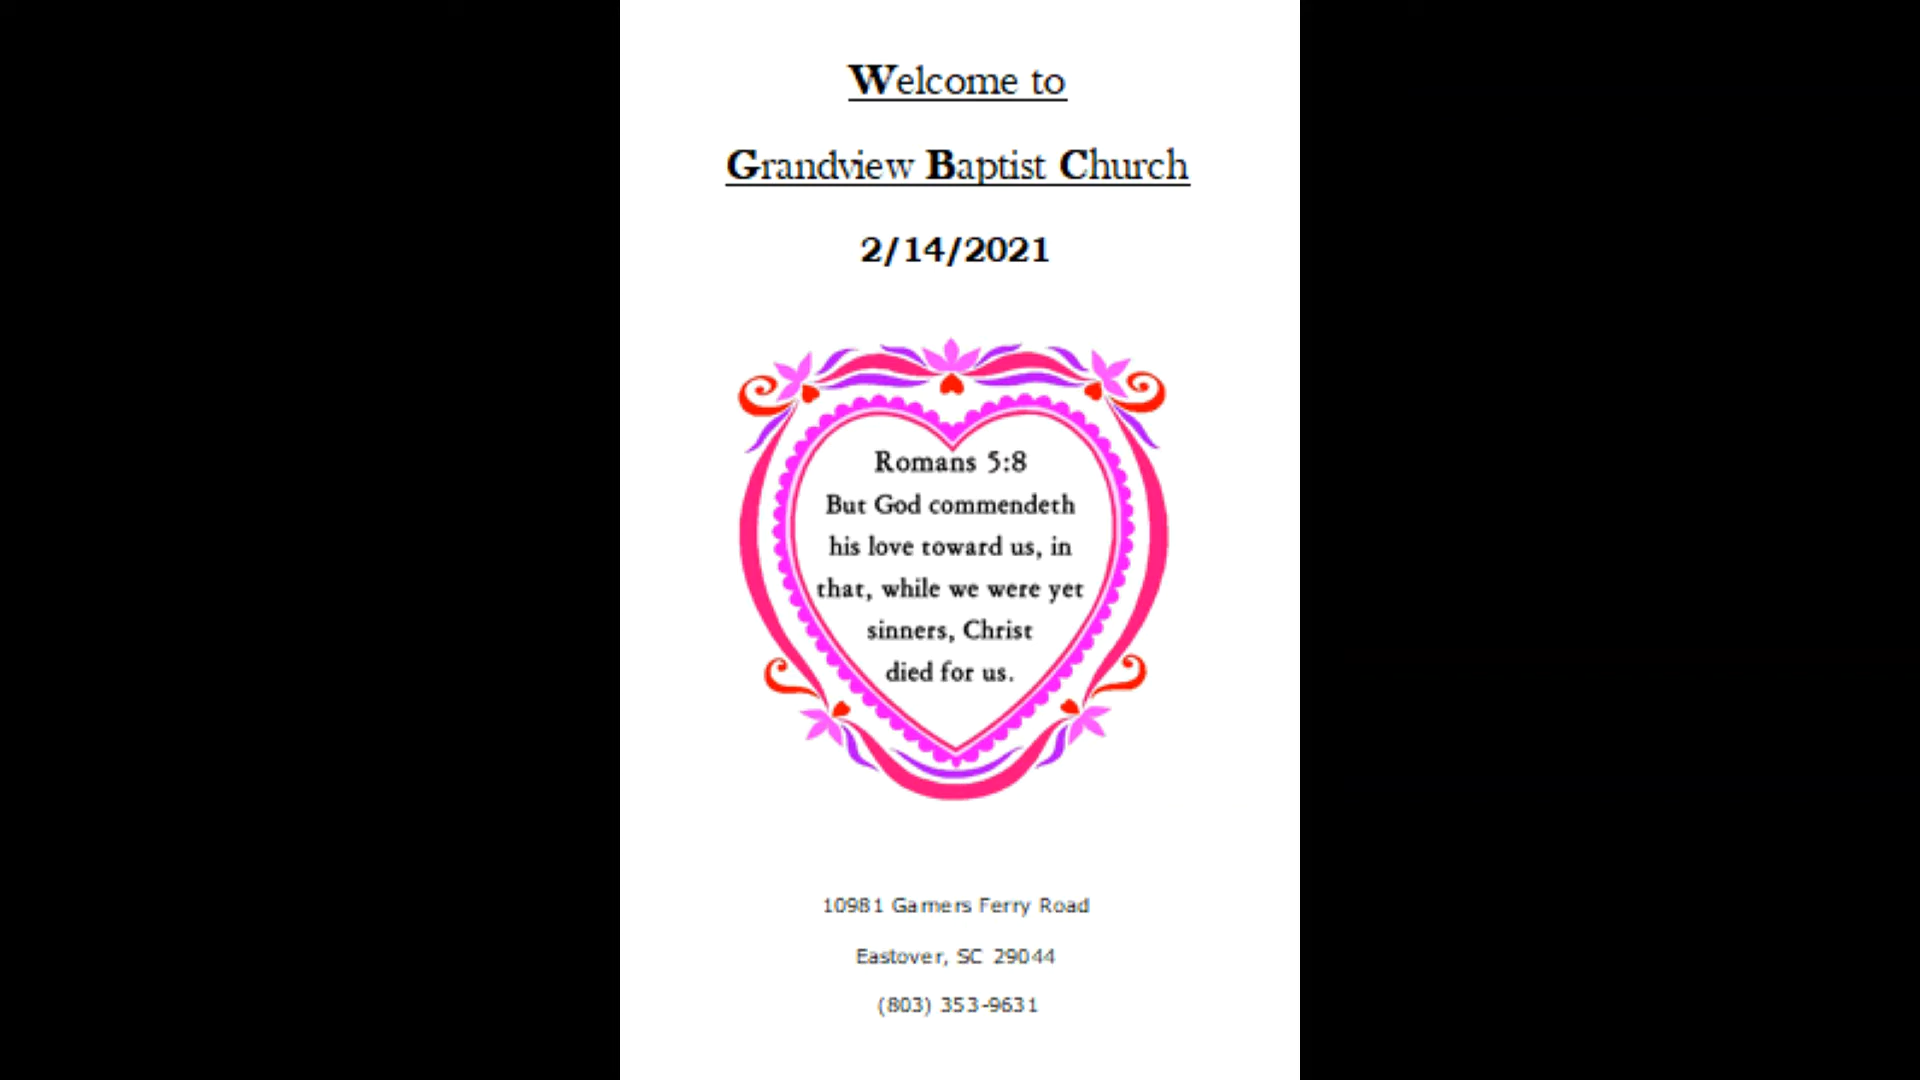 Welcome to
Grandview Baptist Church
2/14/2021
Romans 5:8
But God commendeth
his love toward us, in
that, while we were yet
sinners, Christ
died for us.
10981 Garners Ferry Road
Eastover, SC 29044
(803) 353-9631